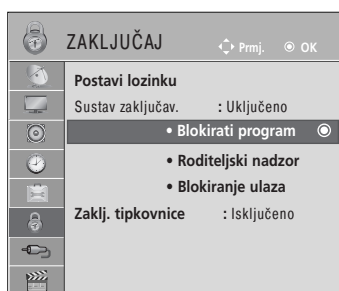 ZAKLJUČAJ Prmj. OK
Postavi lozinku
Sustav zaključav. : Uključeno
• Blokirati program
• Roditeljski nadzor
• Blokiranje ulaza
Zaklj. tipkovnice : Isključeno